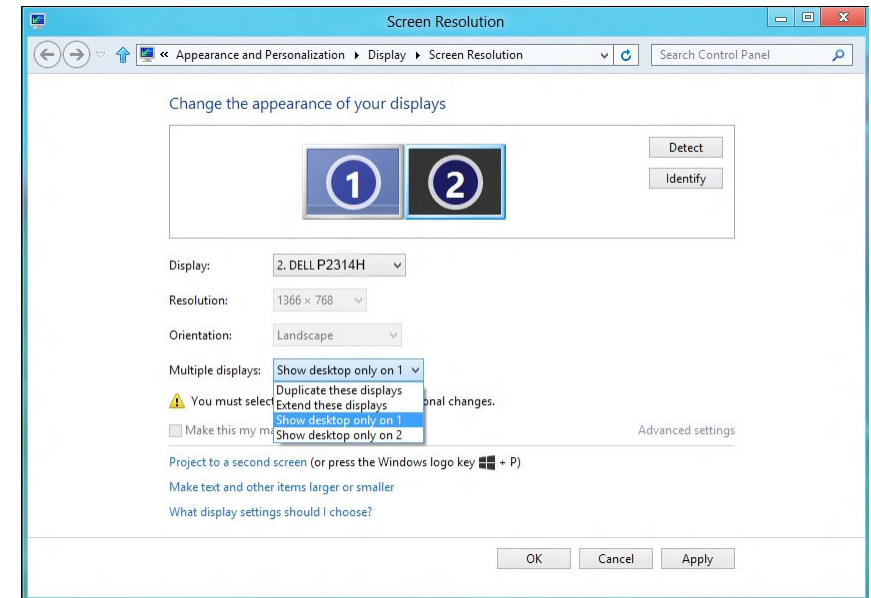 Screen Resolution
« Appearance and Personalization Display Screen Resolution
Search Control Panel
Change the appearance of your displays
1
2
Detect
Identify
Display: 2. DELL P2314H
Resolution: 1366 × 768
Orientation: Landscape
Multiple displays: Show desktop only on 1
Duplicate these displays
You must select onal changes.
Extend these displays
Show desktop only on 1
Make this my ma
Show desktop only on 2
Advanced settings
Project to a second screen (or press the Windows logo key + P)
Make text and other items larger or smaller
What display settings should I choose?
OK Cancel Apply